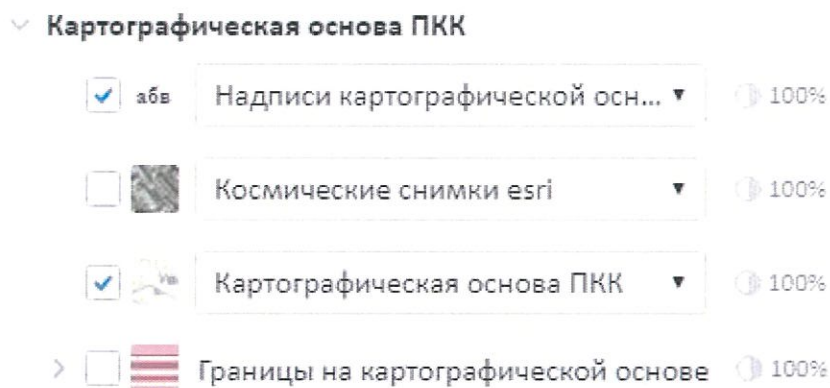 Картографическая основа ПКК
абв Надписи картографической осн... 100%
Космические снимки esri 100%
Картографическая основа ПКК 100%
Границы на картографической основе 100%